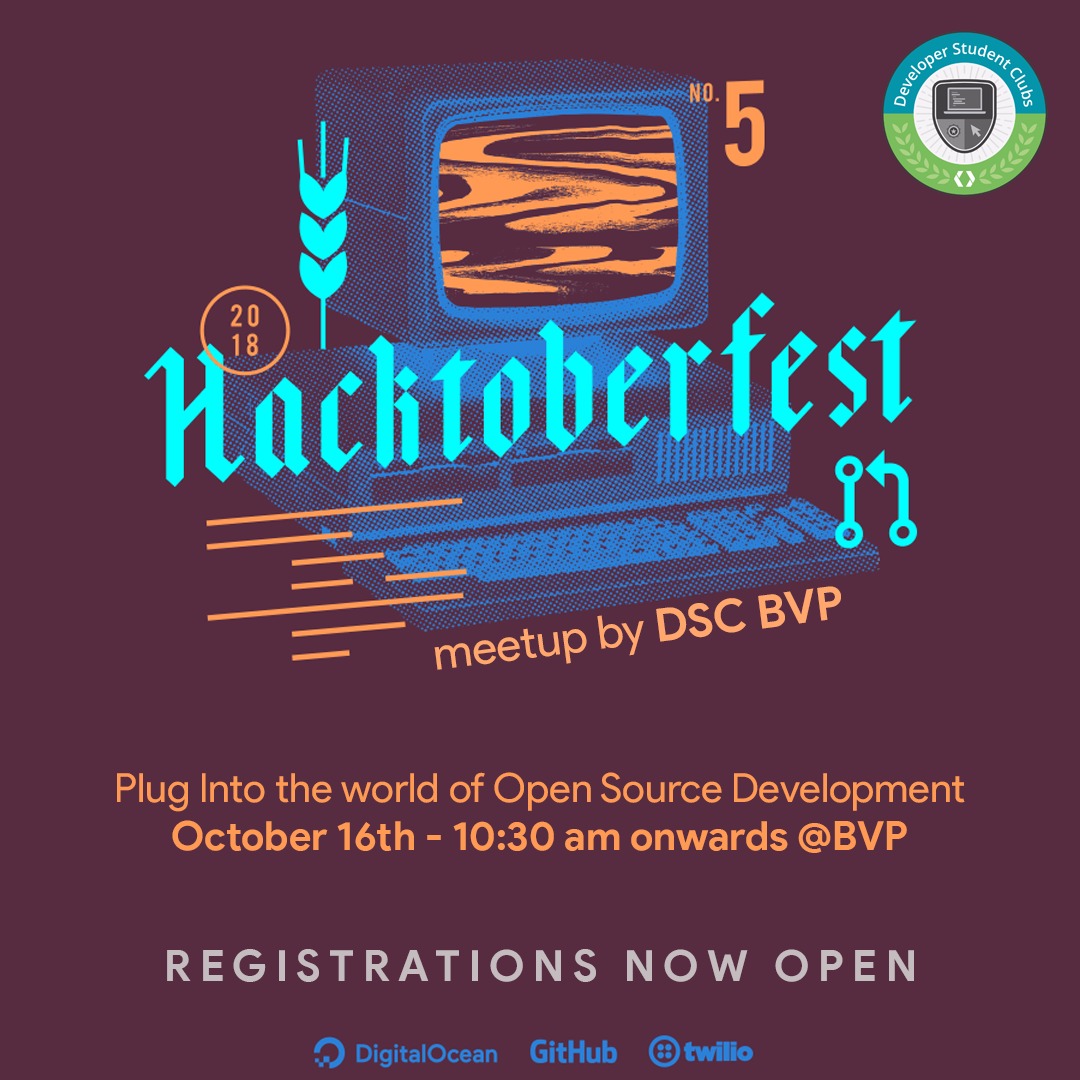 Developer Student Clubs
NO. 5
20
18
Hacktoberfest
meetup by DSC BVP
Plug Into the world of Open Source Development
October 16th - 10:30 am onwards @BVP
REGISTRATIONS NOW OPEN
DigitalOcean GitHub twilio